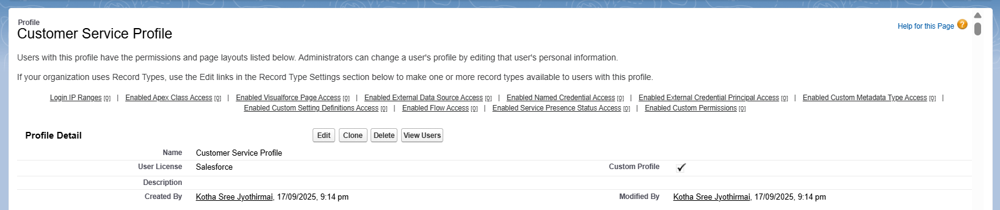 Profile
Customer Service Profile
Help for this Page ?
Users with this profile have the permissions and page layouts listed below. Administrators can change a user's profile by editing that user's personal information.
If your organization uses Record Types, use the Edit links in the Record Type Settings section below to make one or more record types available to users with this profile.
Login IP Ranges [0] | Enabled Apex Class Access [0] | Enabled Visualforce Page Access [0] | Enabled External Data Source Access [0] | Enabled Named Credential Access [0] | Enabled External Credential Principal Access [0] | Enabled Custom Metadata Type Access [0] |
Enabled Custom Setting Definitions Access [0] | Enabled Flow Access [0] | Enabled Service Presence Status Access [0] | Enabled Custom Permissions [0]
Profile Detail Edit Clone Delete View Users
Name Customer Service Profile
User License Salesforce Custom Profile ✓
Description
Created By Kotha Sree Jyothirmai, 17/09/2025, 9:14 pm Modified By Kotha Sree Jyothirmai, 17/09/2025, 9:14 pm